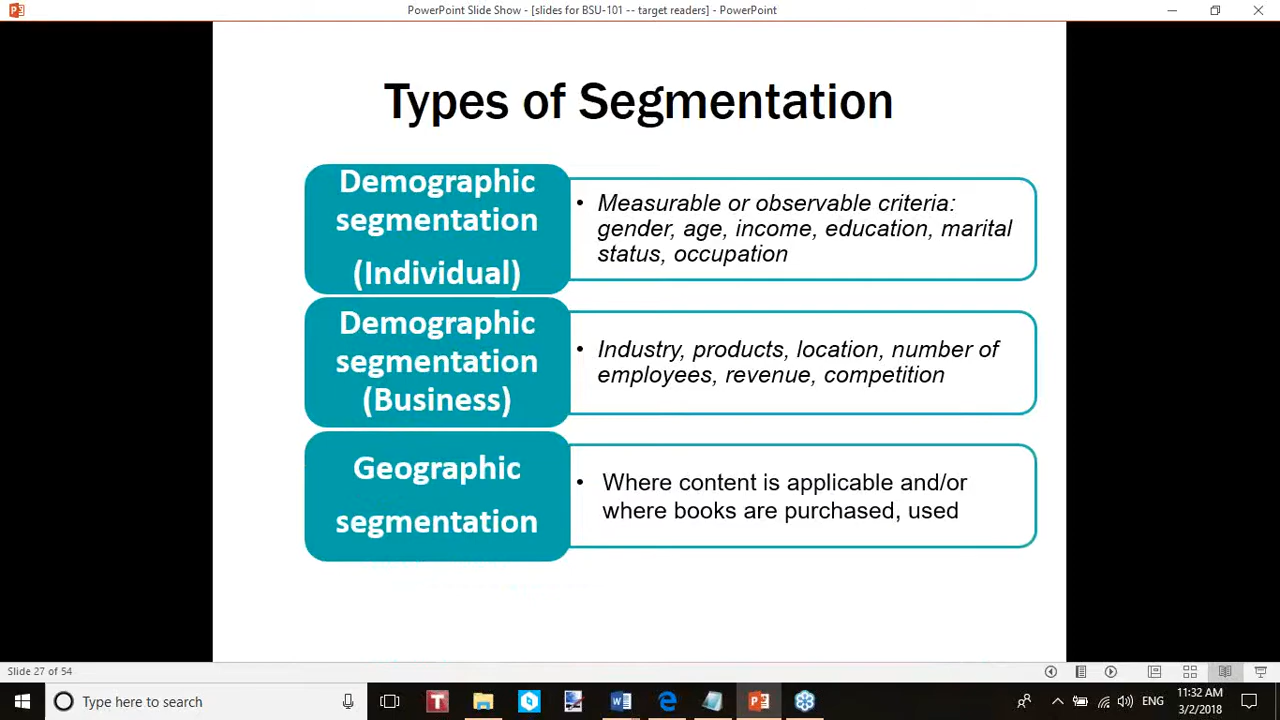 PowerPoint Slide Show - [slides for BSU-101 -- target readers] - PowerPoint
Types of Segmentation
Demographic
segmentation
(Individual)
• Measurable or observable criteria:
gender, age, income, education, marital
status, occupation
Demographic
segmentation
(Business)
• Industry, products, location, number of
employees, revenue, competition
Geographic
segmentation
• Where content is applicable and/or
where books are purchased, used
Slide 27 of 54
Type here to search
ENG
11:32 AM
3/2/2018